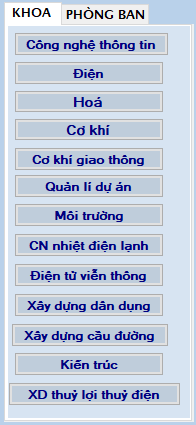 KHOA PHÒNG BAN
Công nghệ thông tin
Điện
Hoá
Cơ khí
Cơ khí giao thông
Quản lí dự án
Môi trường
CN nhiệt điện lạnh
Điện tử viễn thông
Xây dựng dân dụng
Xây dựng cầu đường
Kiến trúc
XD thuỷ lợi thuỷ điện